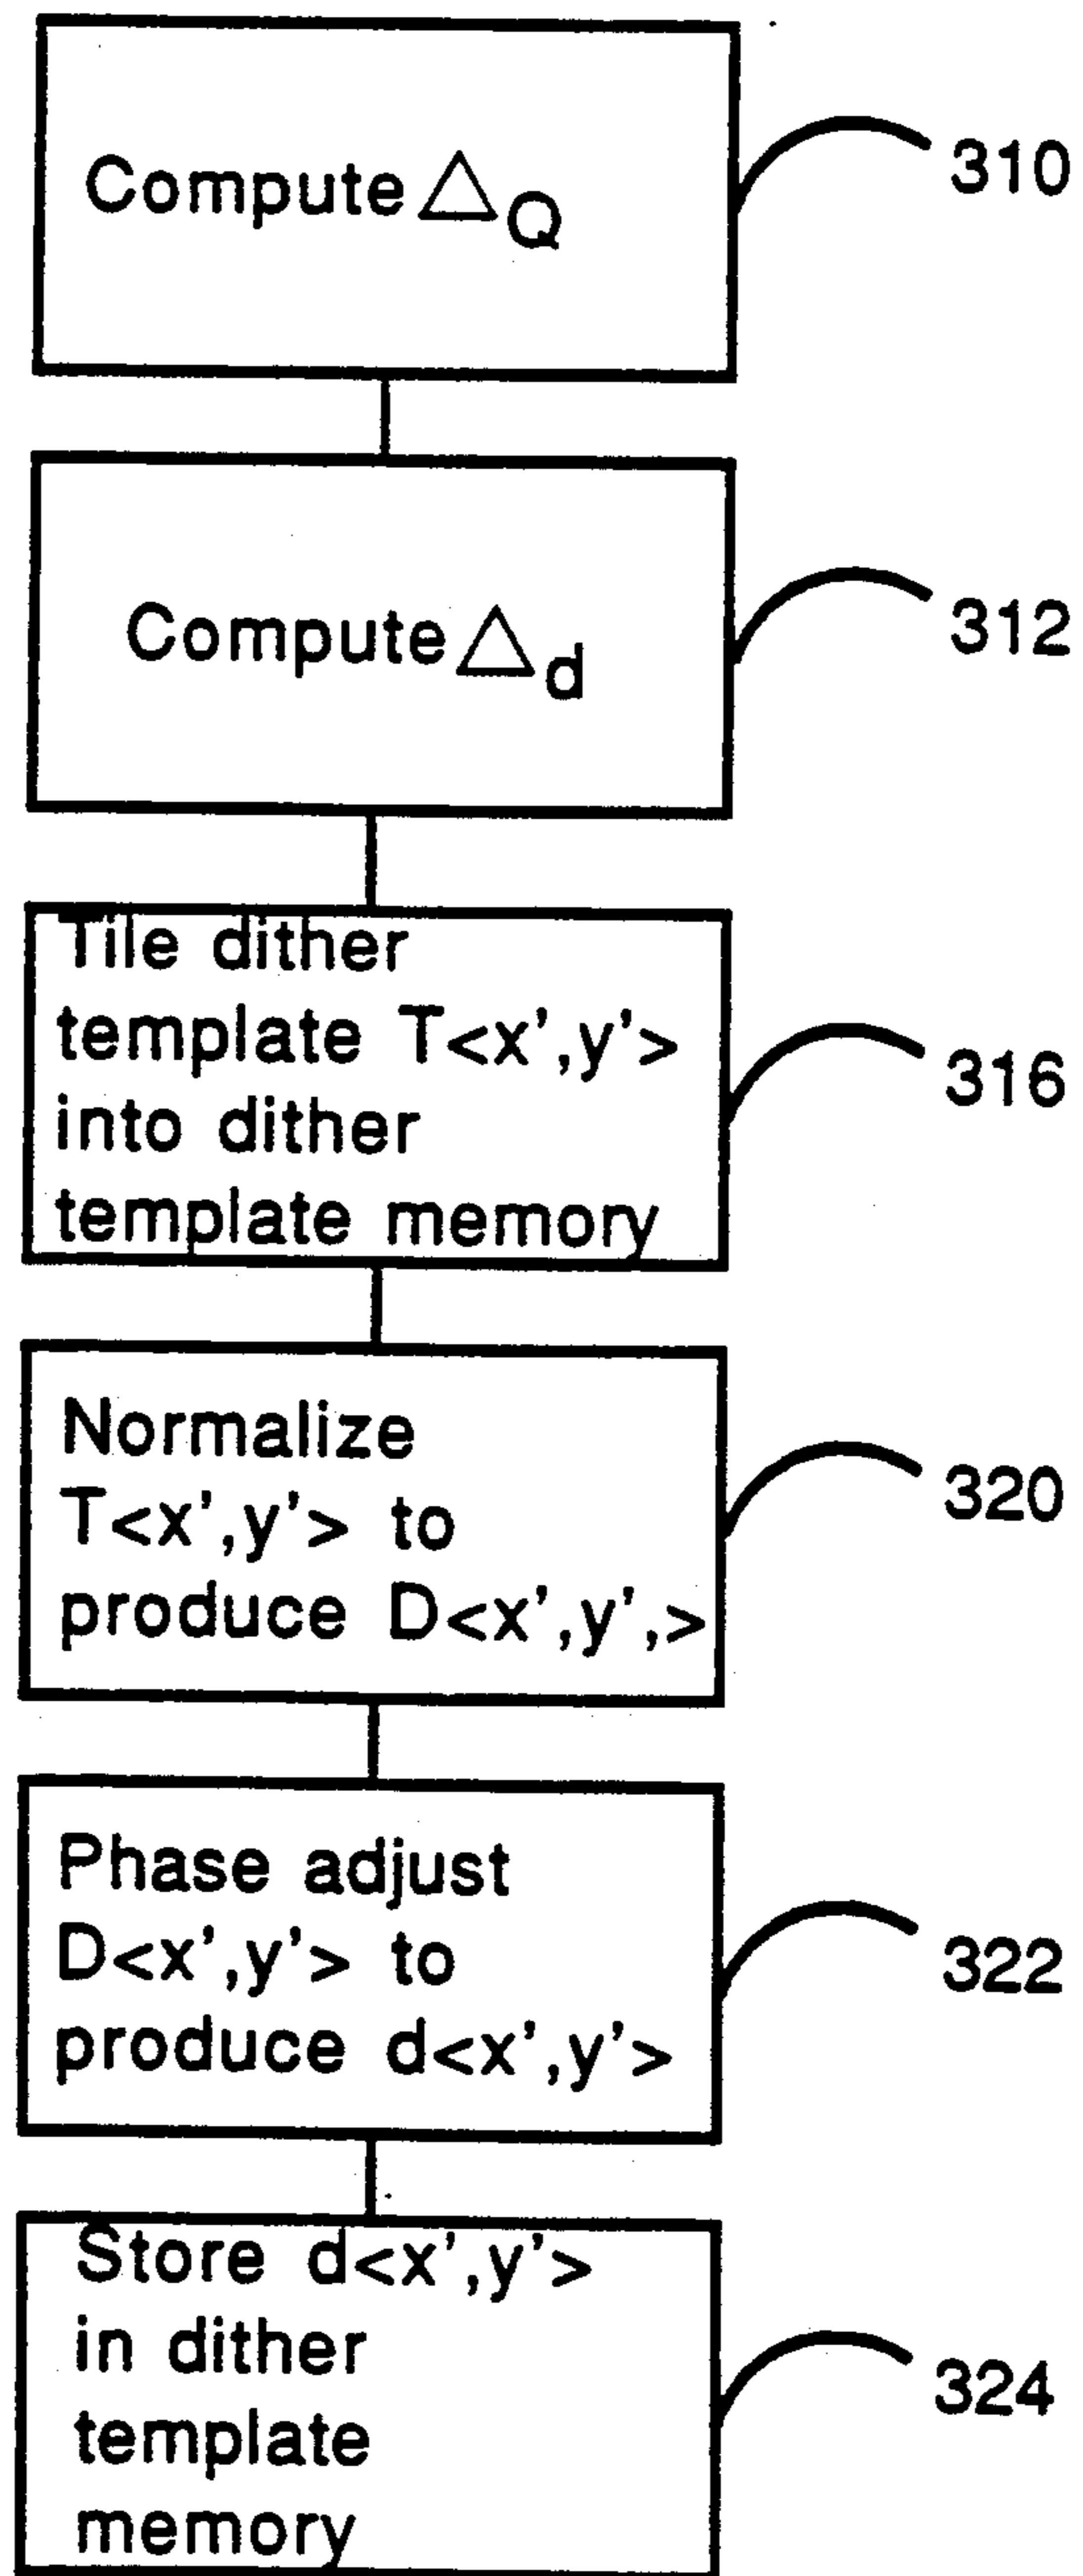 Compute △Q
310
Compute △d
312
Tile dither
template T<x',y'>
into dither
template memory
316
Normalize
T<x',y'> to
produce D<x',y',>
320
Phase adjust
D<x',y'> to
produce d<x',y'>
322
Store d<x',y'>
in dither
template
memory
324